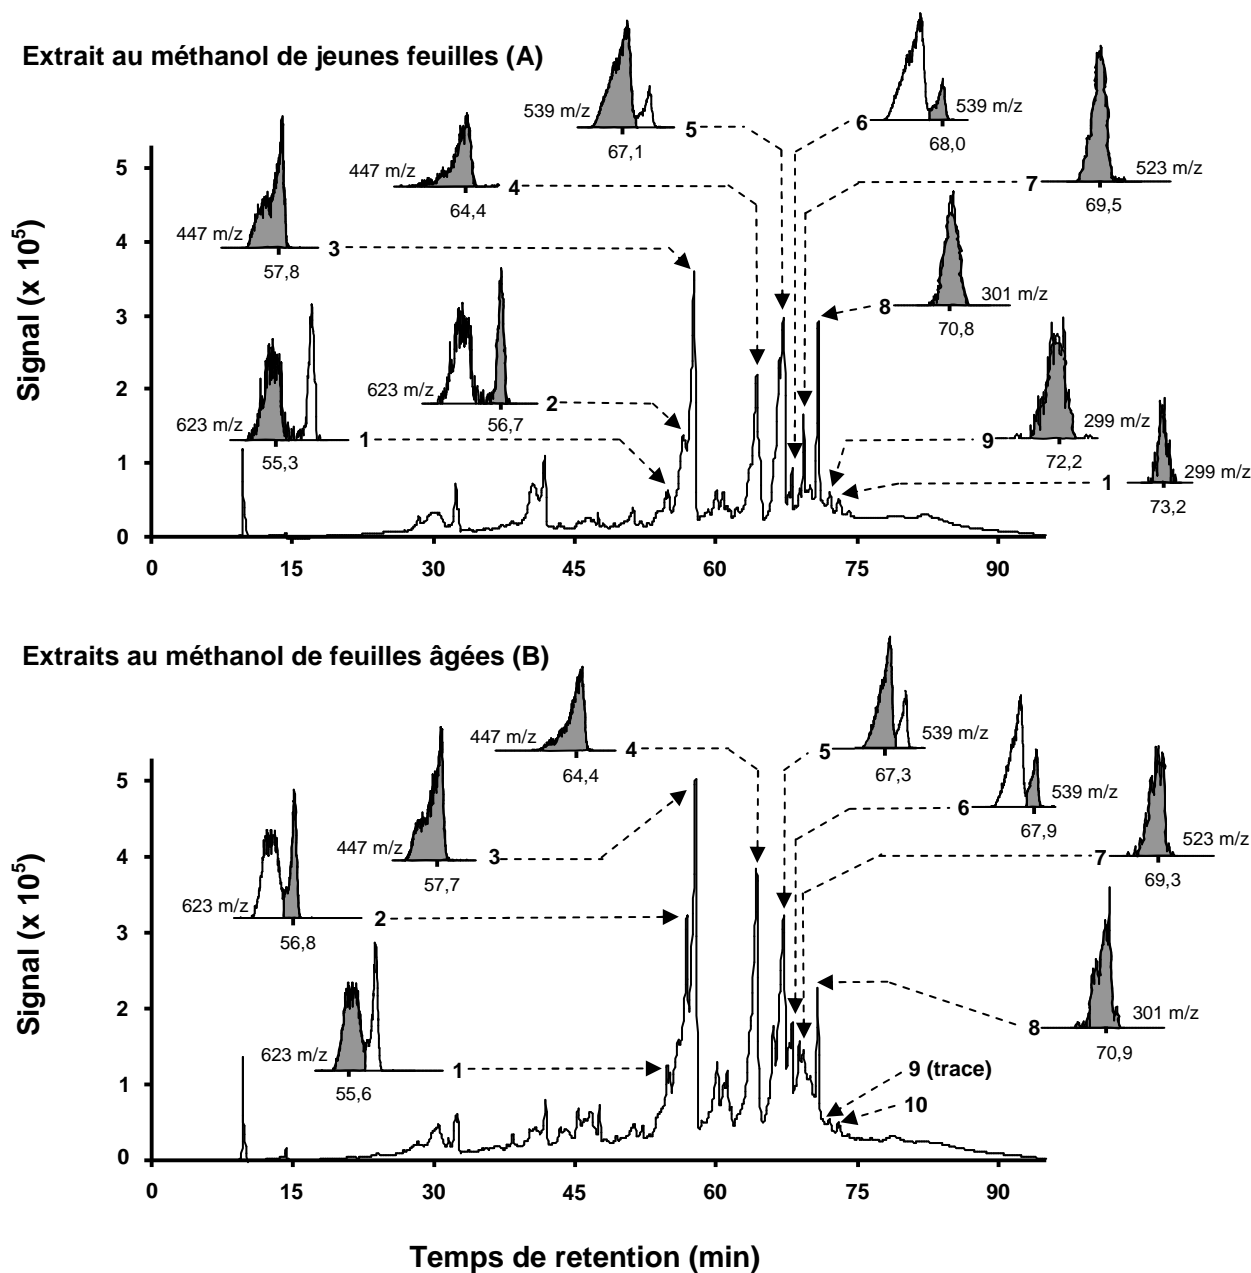 Extrait au méthanol de jeunes feuilles (A)
539 m/z
5
67,1
6
539 m/z
68,0
447 m/z
4
64,4
7
523 m/z
69,5
447 m/z
3
57,8
8
301 m/z
70,8
623 m/z
2
56,7
623 m/z
1
55,3
9
299 m/z
72,2
1
299 m/z
73,2
Signal (x 10⁵)
5
4
3
2
1
0
0
15
30
45
60
75
90
Extraits au méthanol de feuilles âgées (B)
447 m/z
4
64,4
5
539 m/z
67,3
6
539 m/z
67,9
447 m/z
3
57,7
7
523 m/z
69,3
623 m/z
2
56,8
8
301 m/z
70,9
623 m/z
1
55,6
9 (trace)
10
Signal (x 10⁵)
5
4
3
2
1
0
0
15
30
45
60
75
90
Temps de retention (min)